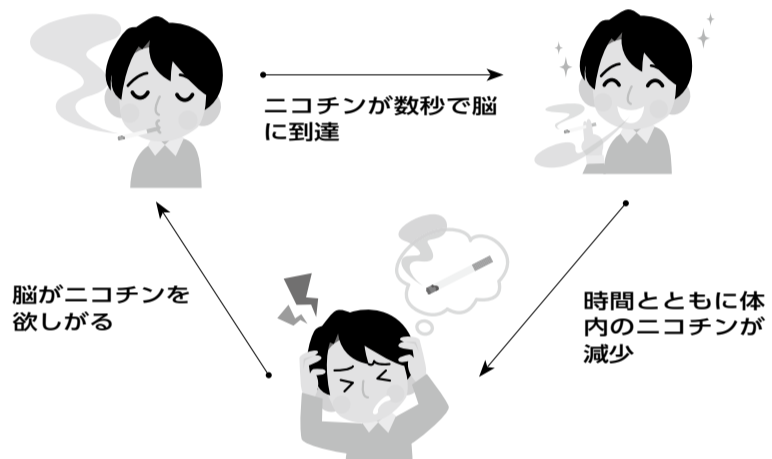 ニコチンが数秒で脳
に到達
脳がニコチンを
欲しがる
時間とともに体
内のニコチンが
減少